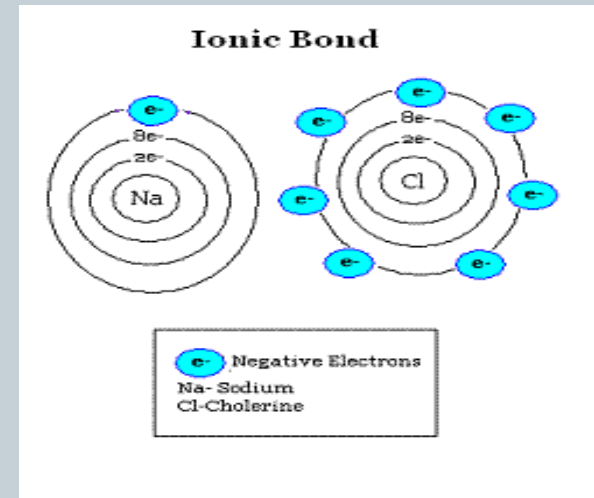 Ionic Bond
e-
8e-
2e-
Na
e-
e-
e-
8e-
2e-
Cl
e-
e-
e-
e-
e- Negative Electrons
Na- Sodium
Cl-Cholerine